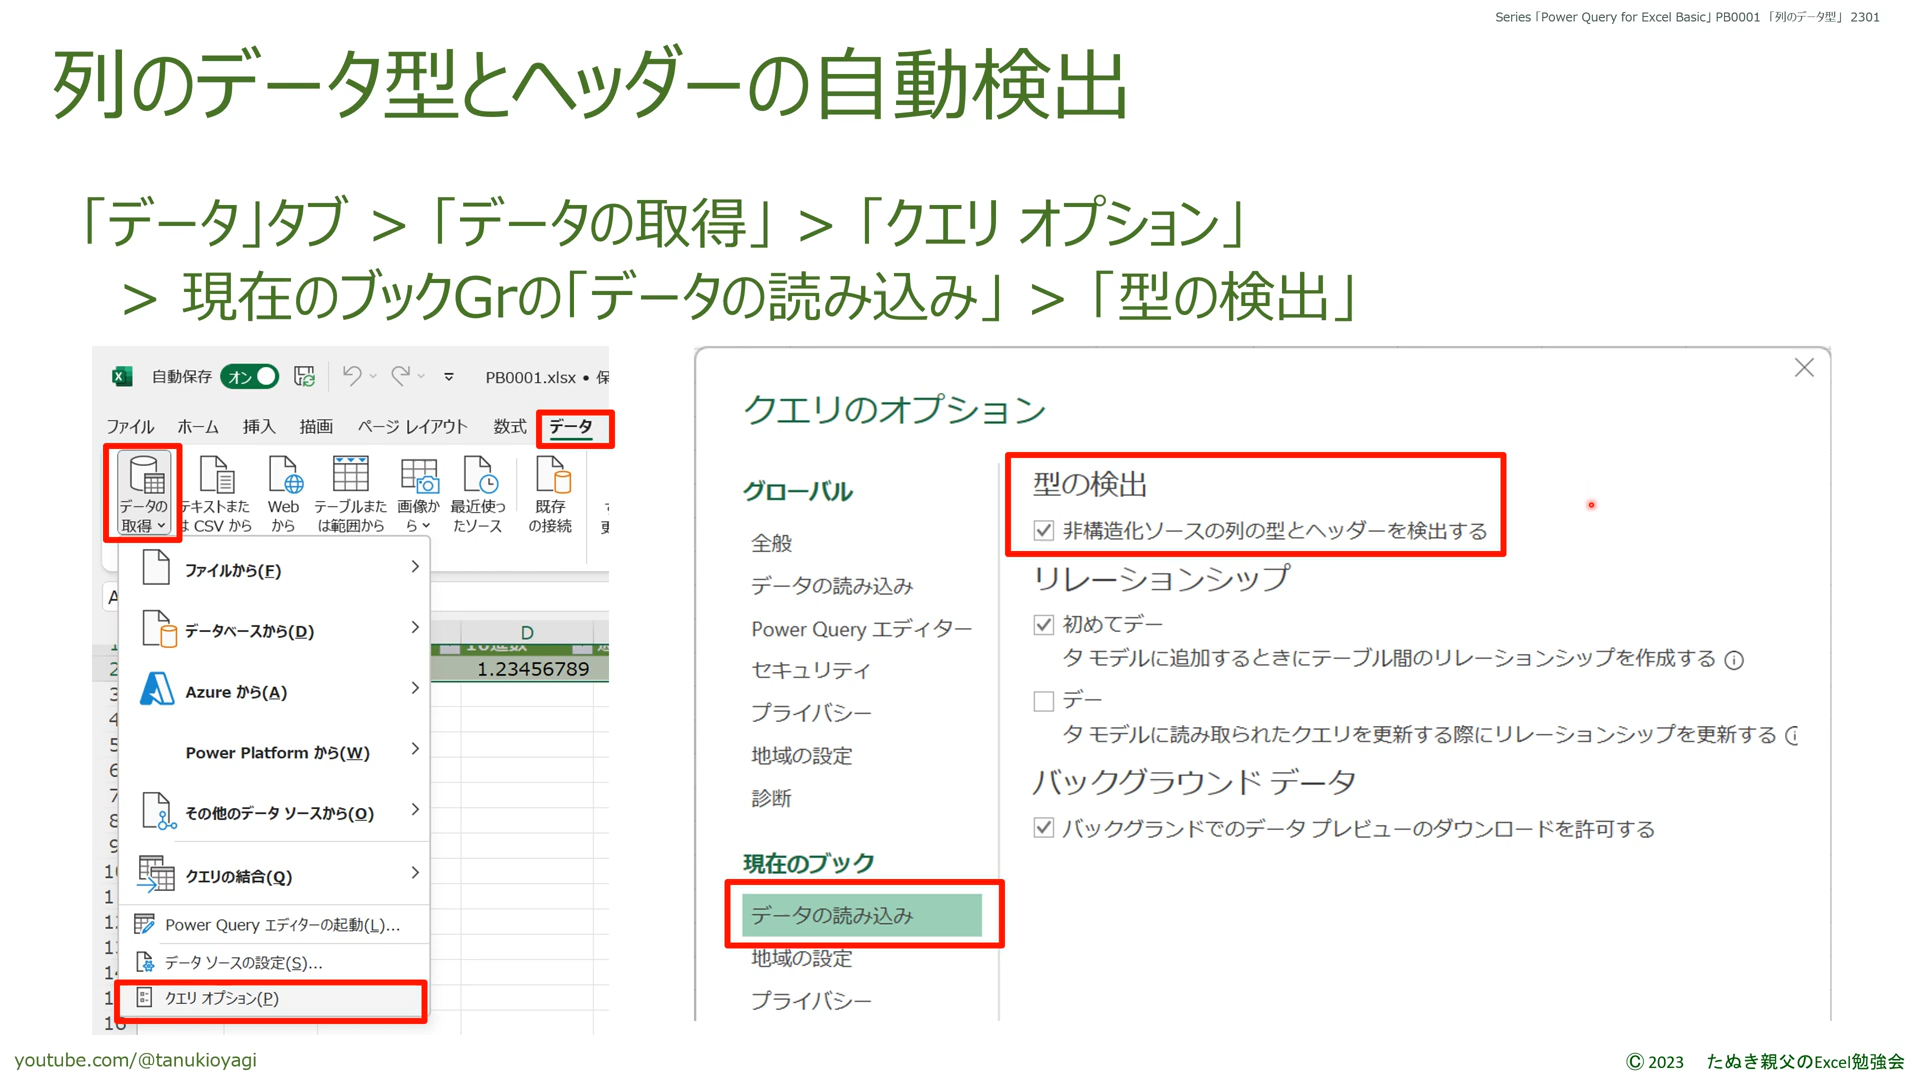 Series「Power Query for Excel Basic」PB0001 「列のデータ型」 2301
列のデータ型とヘッダーの自動検出
「データ」タブ ＞「データの取得」＞「クエリ オプション」
＞ 現在のブックGrの「データの読み込み」＞「型の検出」
自動保存 オン PB0001.xlsx • 保
ファイル ホーム 挿入 描画 ページ レイアウト 数式 データ
データの 取得
テキストまた は CSV から
Web から
テーブルまた は範囲から
画像か ら
最近使っ たソース
既存 の接続
ファイルから(F)
データベースから(D)
Azure から(A)
Power Platform から(W)
その他のデータ ソースから(O)
クエリの結合(Q)
Power Query エディターの起動(L)...
データ ソースの設定(S)...
クエリ オプション(P)
D
1.23456789
2
3
4
5
6
7
8
9
16
クエリのオプション
グローバル
全般
データの読み込み
Power Query エディター
セキュリティ
プライバシー
地域の設定
診断
現在のブック
データの読み込み
地域の設定
プライバシー
型の検出
非構造化ソースの列の型とヘッダーを検出する
リレーションシップ
初めてデー
タ モデルに追加するときにテーブル間のリレーションシップを作成する
デー
タ モデルに読み取られたクエリを更新する際にリレーションシップを更新する
バックグラウンド データ
バックグランドでのデータ プレビューのダウンロードを許可する
youtube.com/@tanukioyagi
© 2023 たぬき親父のExcel勉強会